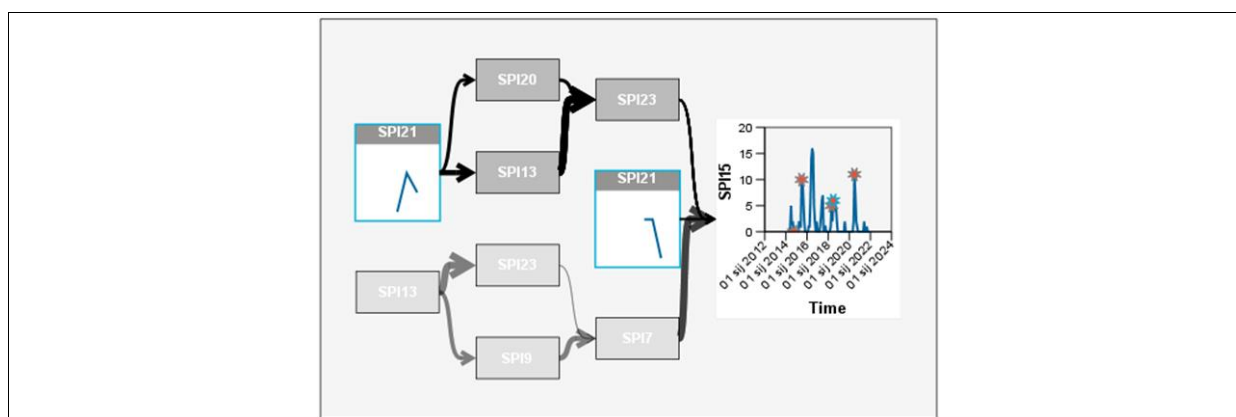 SPI20
SPI23
SPI21
SPI13
SPI21
SPI23
SPI13
SPI7
SPI9
SPI15
20
15
10
5
0
01 sij 2012
01 sij 2014
01 sij 2016
01 sij 2018
01 sij 2020
01 sij 2022
01 sij 2024
Time